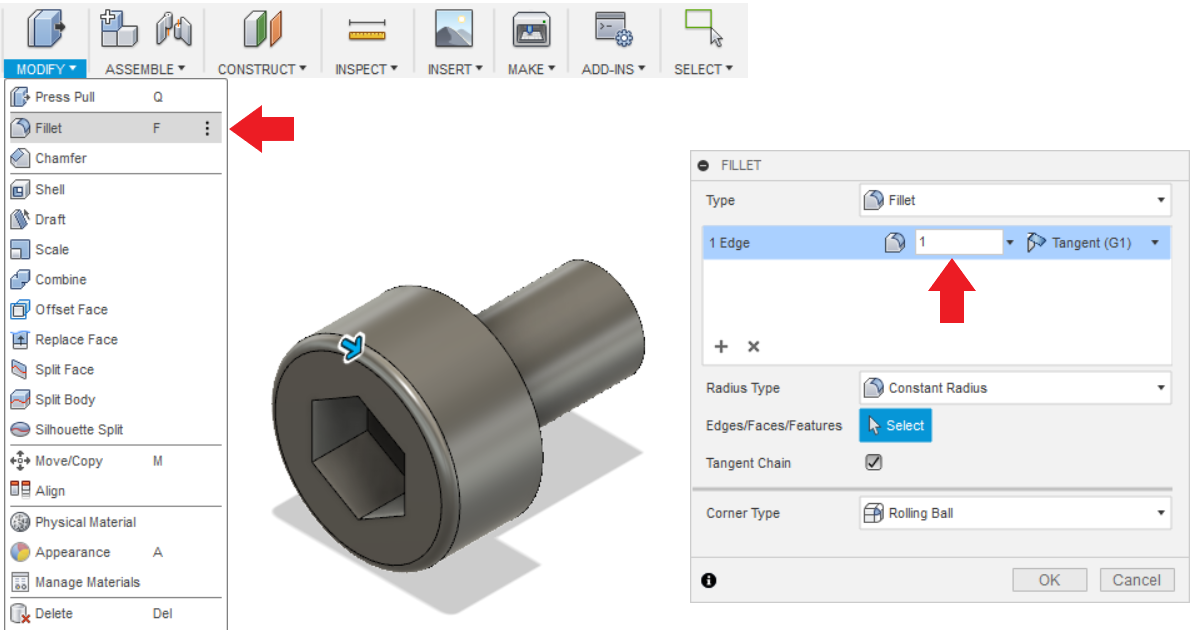 MODIFY ASSEMBLE CONSTRUCT INSPECT INSERT MAKE ADD-INS SELECT
Press Pull Q
Fillet F
Chamfer
Shell
Draft
Scale
Combine
Offset Face
Replace Face
Split Face
Split Body
Silhouette Split
Move/Copy M
Align
Physical Material
Appearance A
Manage Materials
Delete Del
FILLET
Type Fillet
1 Edge 1 Tangent (G1)
Radius Type Constant Radius
Edges/Faces/Features Select
Tangent Chain
Corner Type Rolling Ball
OK Cancel